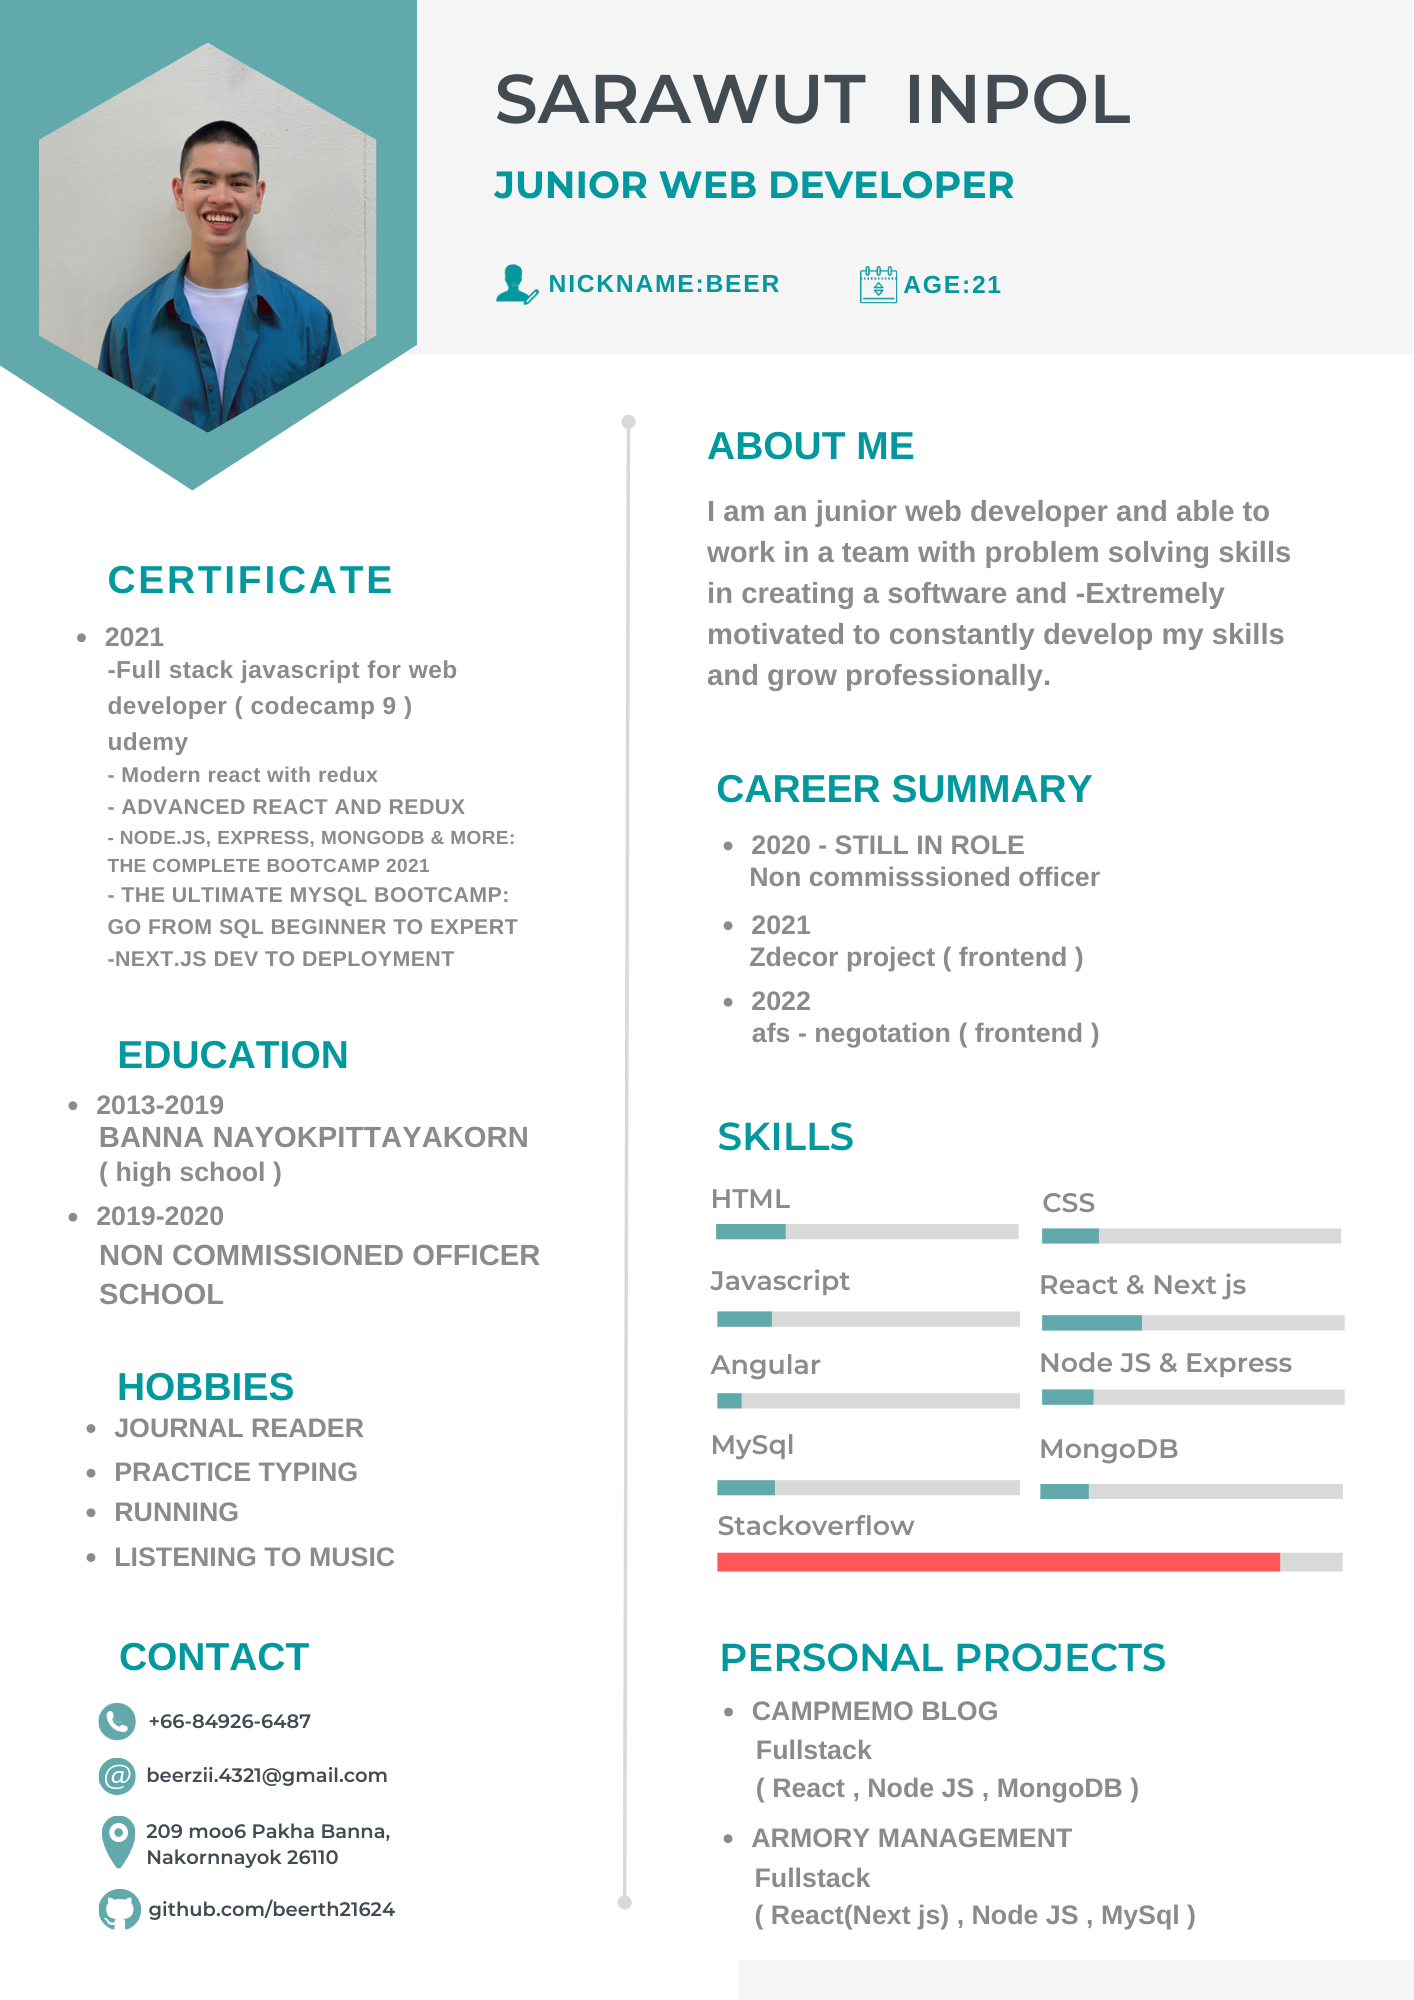 SARAWUT INPOL
JUNIOR WEB DEVELOPER
NICKNAME:BEER
AGE:21
CERTIFICATE
• 2021
-Full stack javascript for web
developer ( codecamp 9 )
udemy
- Modern react with redux
- ADVANCED REACT AND REDUX
- NODE.JS, EXPRESS, MONGODB & MORE:
THE COMPLETE BOOTCAMP 2021
- THE ULTIMATE MYSQL BOOTCAMP:
GO FROM SQL BEGINNER TO EXPERT
-NEXT.JS DEV TO DEPLOYMENT
EDUCATION
• 2013-2019
BANNA NAYOKPITTAYAKORN
( high school )
• 2019-2020
NON COMMISSIONED OFFICER
SCHOOL
HOBBIES
• JOURNAL READER
• PRACTICE TYPING
• RUNNING
• LISTENING TO MUSIC
CONTACT
+66-84926-6487
@ beerzii.4321@gmail.com
209 moo6 Pakha Banna,
Nakornnayok 26110
github.com/beerth21624
ABOUT ME
I am an junior web developer and able to
work in a team with problem solving skills
in creating a software and -Extremely
motivated to constantly develop my skills
and grow professionally.
CAREER SUMMARY
• 2020 - STILL IN ROLE
Non commisssioned officer
• 2021
Zdecor project ( frontend )
• 2022
afs - negotation ( frontend )
SKILLS
HTML
CSS
Javascript
React & Next js
Angular
Node JS & Express
MySql
MongoDB
Stackoverflow
PERSONAL PROJECTS
• CAMPMEMO BLOG
Fullstack
( React , Node JS , MongoDB )
• ARMORY MANAGEMENT
Fullstack
( React(Next js) , Node JS , MySql )